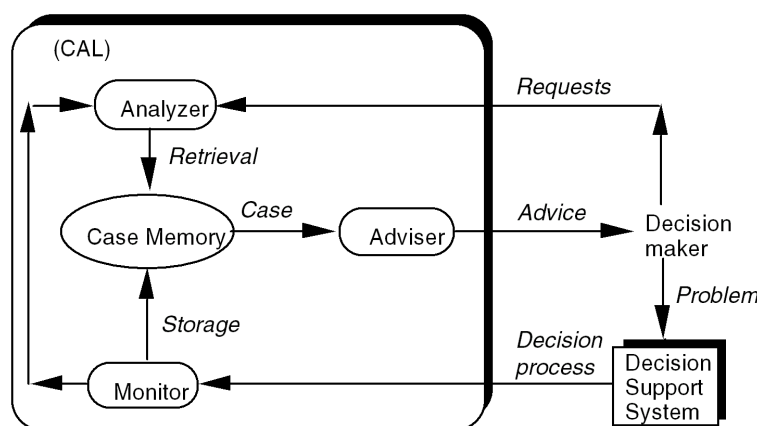 (CAL)
Requests
Analyzer
Retrieval
Case
Advice
Decision
maker
Case Memory
Adviser
Problem
Storage
Decision
process
Decision
Support
System
Monitor